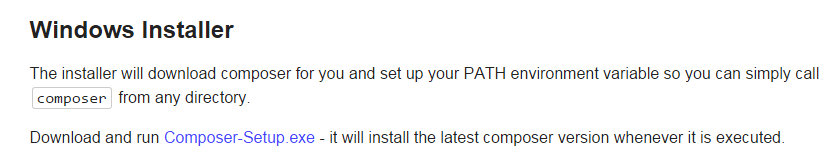 Windows Installer
The installer will download composer for you and set up your PATH environment variable so you can simply call
composer from any directory.
Download and run Composer-Setup.exe - it will install the latest composer version whenever it is executed.